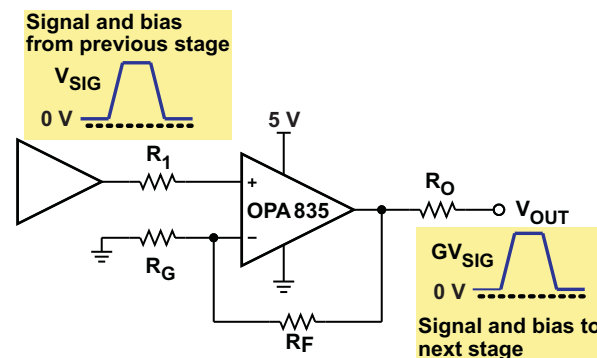 Signal and bias
from previous stage
VSIG
0 V
5 V
R1
+
OPA835
−
RO
VOUT
RG
GVSIG
0 V
RF
Signal and bias to
next stage